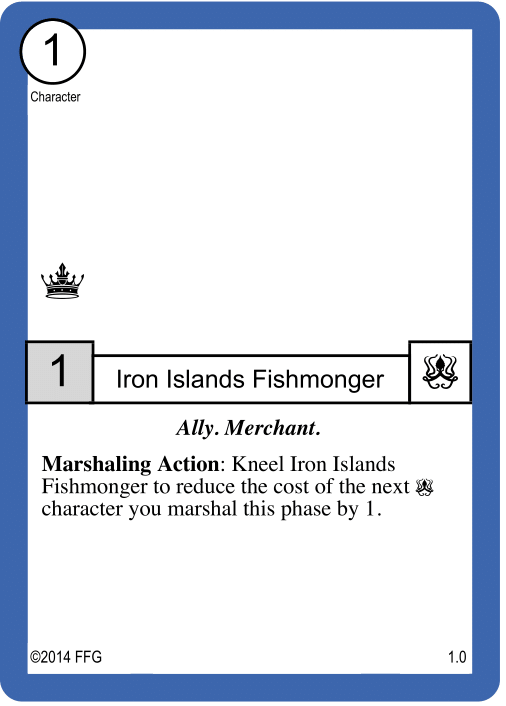 1
Character
1
Iron Islands Fishmonger
Ally. Merchant.
Marshaling Action: Kneel Iron Islands
Fishmonger to reduce the cost of the next
character you marshal this phase by 1.
©2014 FFG
1.0